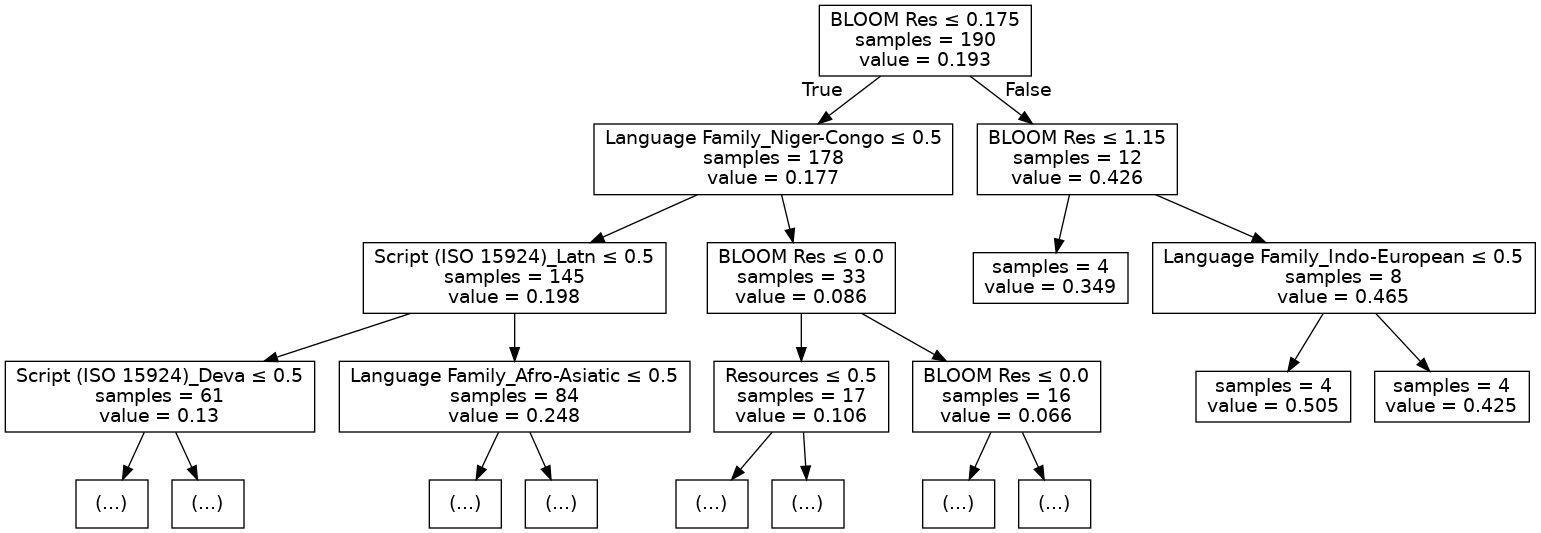 BLOOM Res ≤ 0.175
samples = 190
value = 0.193
True
False
Language Family_Niger-Congo ≤ 0.5
samples = 178
value = 0.177
BLOOM Res ≤ 1.15
samples = 12
value = 0.426
Script (ISO 15924)_Latn ≤ 0.5
samples = 145
value = 0.198
BLOOM Res ≤ 0.0
samples = 33
value = 0.086
samples = 4
value = 0.349
Language Family_Indo-European ≤ 0.5
samples = 8
value = 0.465
Script (ISO 15924)_Deva ≤ 0.5
samples = 61
value = 0.13
Language Family_Afro-Asiatic ≤ 0.5
samples = 84
value = 0.248
Resources ≤ 0.5
samples = 17
value = 0.106
BLOOM Res ≤ 0.0
samples = 16
value = 0.066
samples = 4
value = 0.505
samples = 4
value = 0.425
(...)
(...)
(...)
(...)
(...)
(...)
(...)
(...)